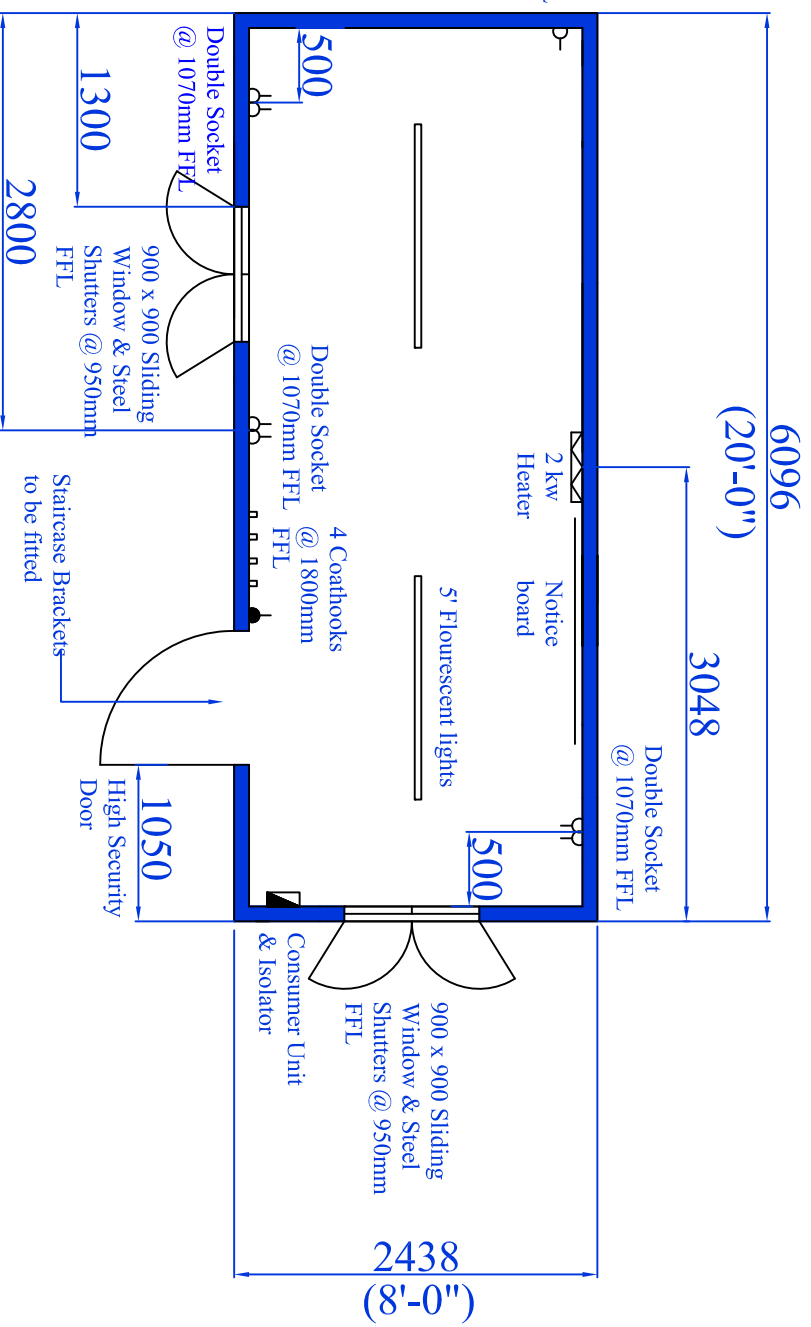 6096
(20'-0")
3048
Double Socket
@ 1070mm FFL
2 kw
Heater
Notice
board
500
500
5' Flourescent lights
Double Socket
@ 1070mm FFL
Double Socket
@ 1070mm FFL
4 Coathooks
@ 1800mm
FFL
1300
2800
900 x 900 Sliding
Window & Steel
Shutters @ 950mm
FFL
Staircase Brackets
to be fitted
1050
High Security
Door
Consumer Unit
& Isolator
900 x 900 Sliding
Window & Steel
Shutters @ 950mm
FFL
2438
(8'-0")